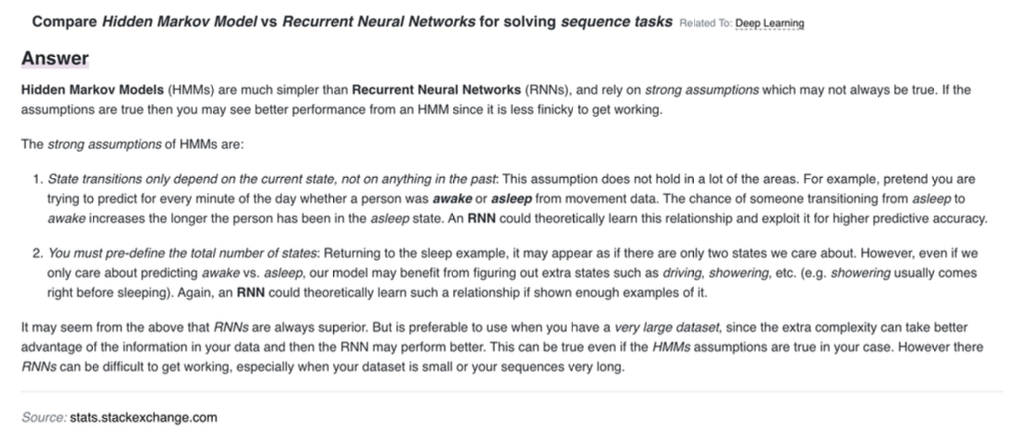 Compare Hidden Markov Model vs Recurrent Neural Networks for solving sequence tasks Related To: Deep Learning
Answer
Hidden Markov Models (HMMs) are much simpler than Recurrent Neural Networks (RNNs), and rely on strong assumptions which may not always be true. If the
assumptions are true then you may see better performance from an HMM since it is less finicky to get working.
The strong assumptions of HMMs are:
1. State transitions only depend on the current state, not on anything in the past: This assumption does not hold in a lot of the areas. For example, pretend you are
trying to predict for every minute of the day whether a person was awake or asleep from movement data. The chance of someone transitioning from asleep to
awake increases the longer the person has been in the asleep state. An RNN could theoretically learn this relationship and exploit it for higher predictive accuracy.
2. You must pre-define the total number of states: Returning to the sleep example, it may appear as if there are only two states we care about. However, even if we
only care about predicting awake vs. asleep, our model may benefit from figuring out extra states such as driving, showering, etc. (e.g. showering usually comes
right before sleeping). Again, an RNN could theoretically learn such a relationship if shown enough examples of it.
It may seem from the above that RNNs are always superior. But is preferable to use when you have a very large dataset, since the extra complexity can take better
advantage of the information in your data and then the RNN may perform better. This can be true even if the HMMs assumptions are true in your case. However there
RNNs can be difficult to get working, especially when your dataset is small or your sequences very long.
Source: stats.stackexchange.com